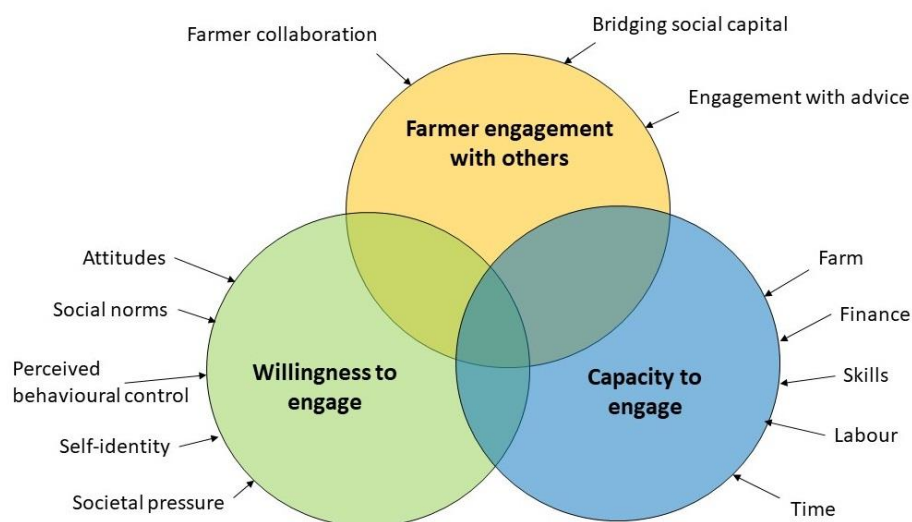 Farmer collaboration
Bridging social capital
Engagement with advice
Farmer engagement
with others
Attitudes
Social norms
Perceived
behavioural control
Self-identity
Societal pressure
Willingness to
engage
Capacity to
engage
Farm
Finance
Skills
Labour
Time